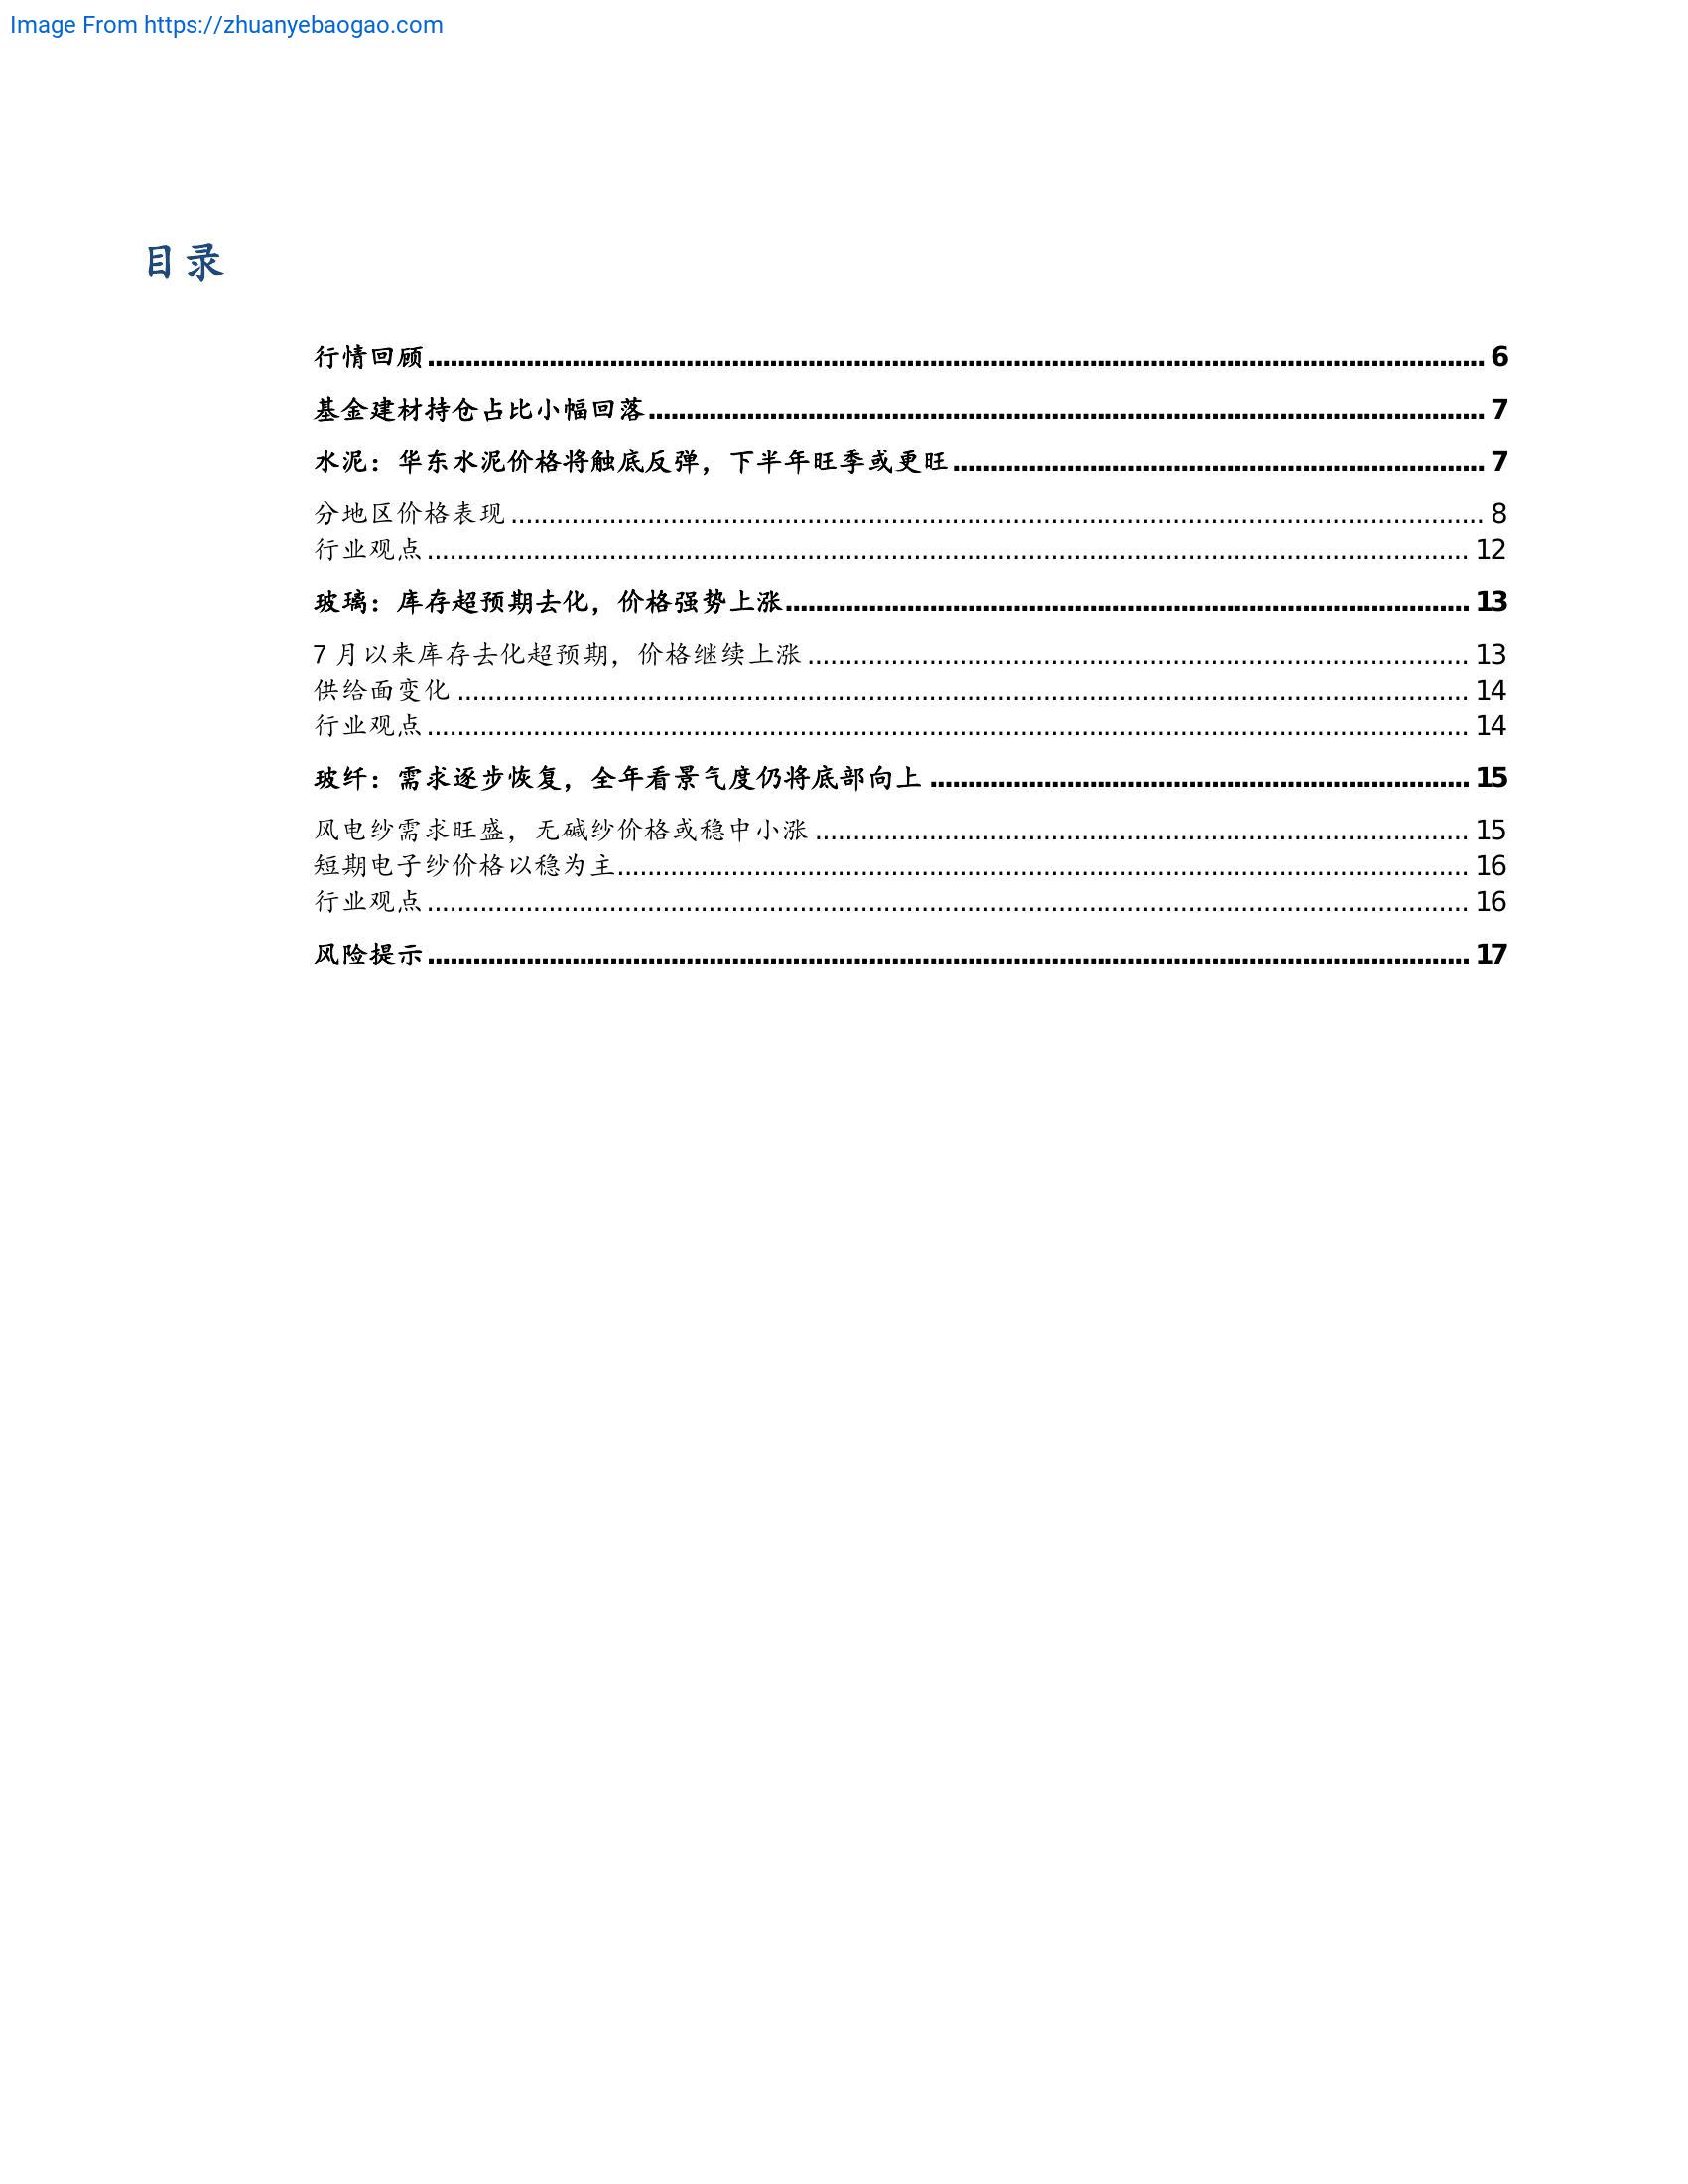 Image From https://zhuanyebaogao.com
目录
行情回顾........................................ 6
基金建材持仓占比小幅回落........................................ 7
水泥：华东水泥价格将触底反弹，下半年旺季或更旺........................................ 7
分地区价格表现........................................ 8
行业观点........................................ 12
玻璃：库存超预期去化，价格强势上涨........................................ 13
7 月以来库存去化超预期，价格继续上涨........................................ 13
供给面变化........................................ 14
行业观点........................................ 14
玻纤：需求逐步恢复，全年看景气度仍将底部向上........................................ 15
风电纱需求旺盛，无碱纱价格或稳中小涨........................................ 15
短期电子纱价格以稳为主........................................ 16
行业观点........................................ 16
风险提示........................................ 17